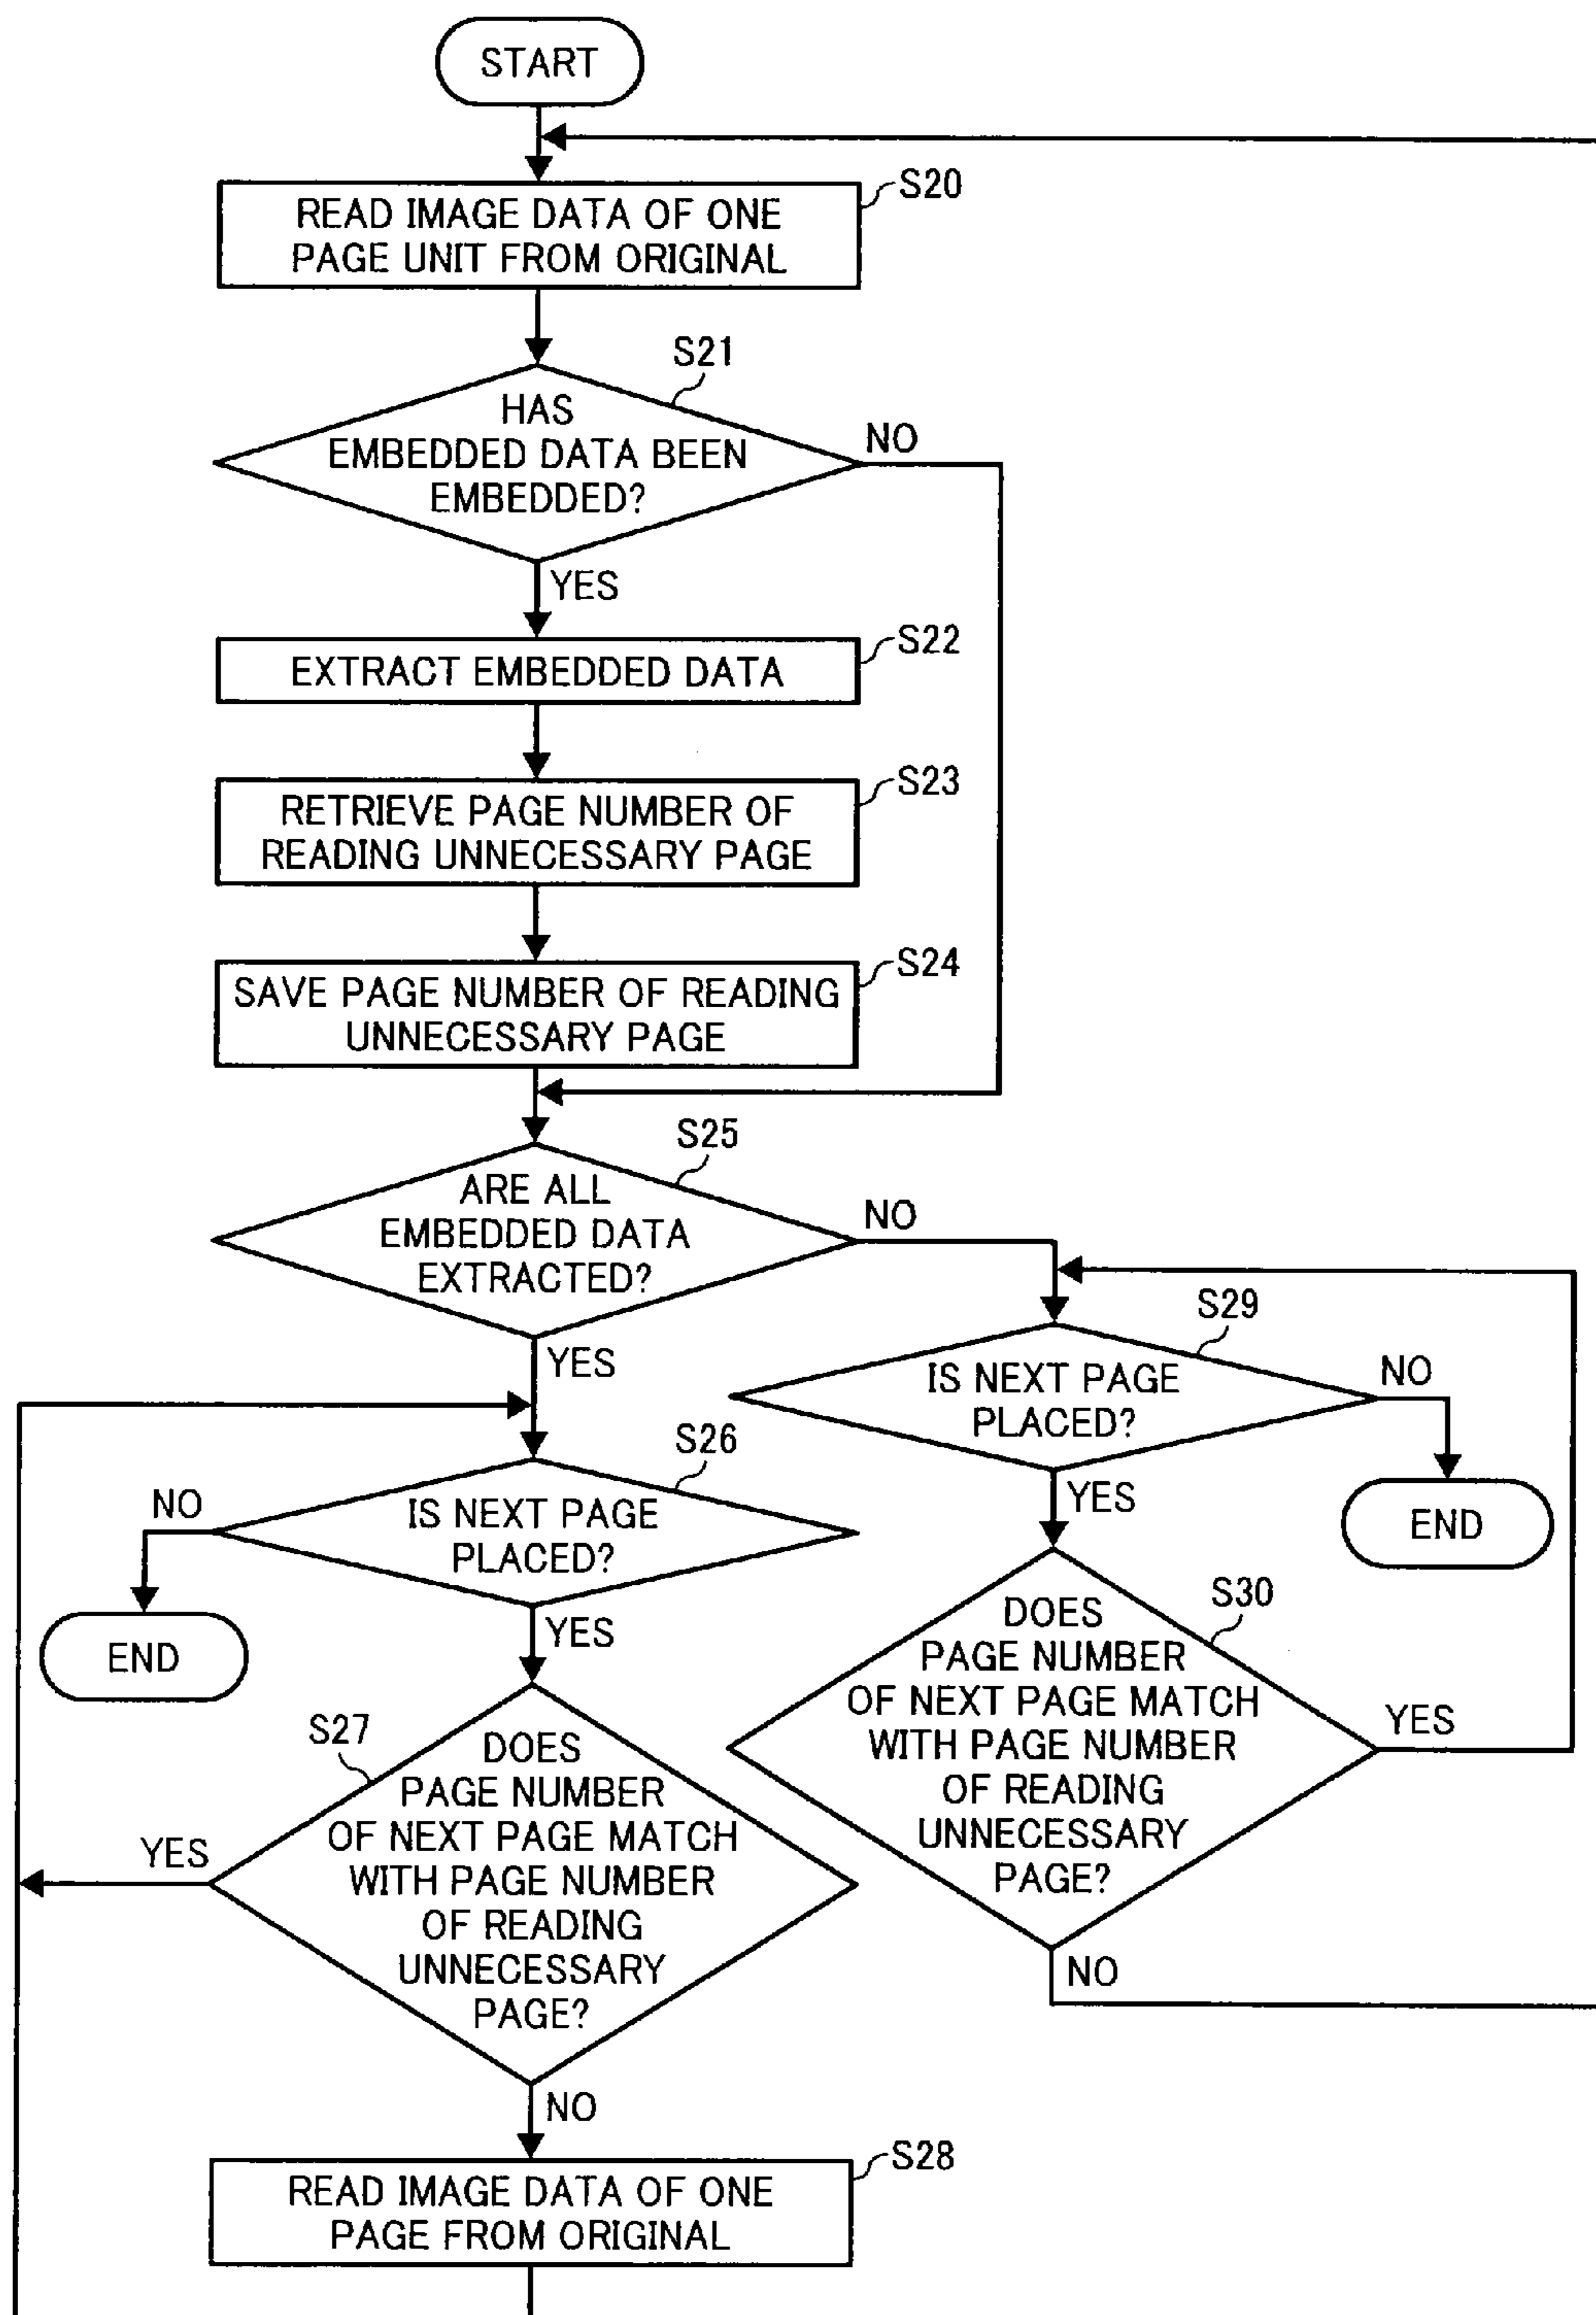 START
S20
READ IMAGE DATA OF ONE
PAGE UNIT FROM ORIGINAL
S21
HAS
EMBEDDED DATA BEEN
EMBEDDED?
NO
YES
S22
EXTRACT EMBEDDED DATA
S23
RETRIEVE PAGE NUMBER OF
READING UNNECESSARY PAGE
S24
SAVE PAGE NUMBER OF READING
UNNECESSARY PAGE
S25
ARE ALL
EMBEDDED DATA
EXTRACTED?
NO
YES
S26
IS NEXT PAGE
PLACED?
NO
END
YES
S27
DOES
PAGE NUMBER
OF NEXT PAGE MATCH
WITH PAGE NUMBER
OF READING
UNNECESSARY
PAGE?
YES
NO
S28
READ IMAGE DATA OF ONE
PAGE FROM ORIGINAL
S29
IS NEXT PAGE
PLACED?
NO
END
YES
S30
DOES
PAGE NUMBER
OF NEXT PAGE MATCH
WITH PAGE NUMBER
OF READING
UNNECESSARY
PAGE?
YES
NO